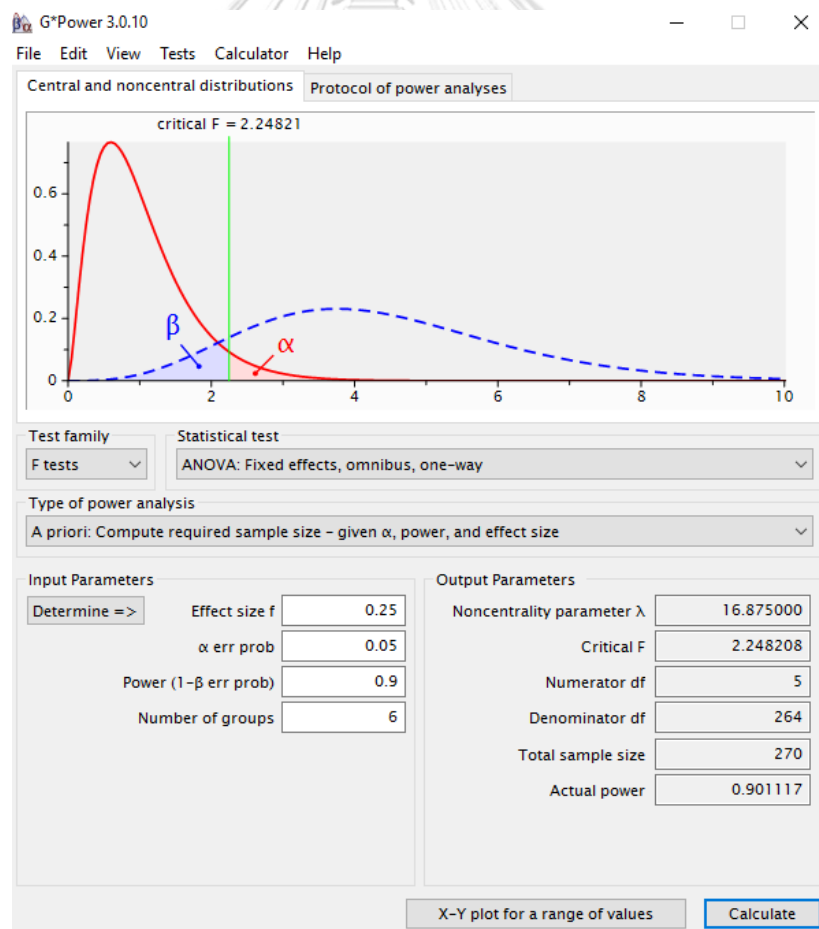 G*Power 3.0.10
File Edit View Tests Calculator Help
Central and noncentral distributions Protocol of power analyses
critical F = 2.24821
0.6
0.4
0.2
0
β
α
0 2 4 6 8 10
Test family Statistical test
F tests ANOVA: Fixed effects, omnibus, one-way
Type of power analysis
A priori: Compute required sample size – given α, power, and effect size
Input Parameters
Determine =>
Effect size f 0.25
α err prob 0.05
Power (1-β err prob) 0.9
Number of groups 6
Output Parameters
Noncentrality parameter λ 16.875000
Critical F 2.248208
Numerator df 5
Denominator df 264
Total sample size 270
Actual power 0.901117
X-Y plot for a range of values Calculate